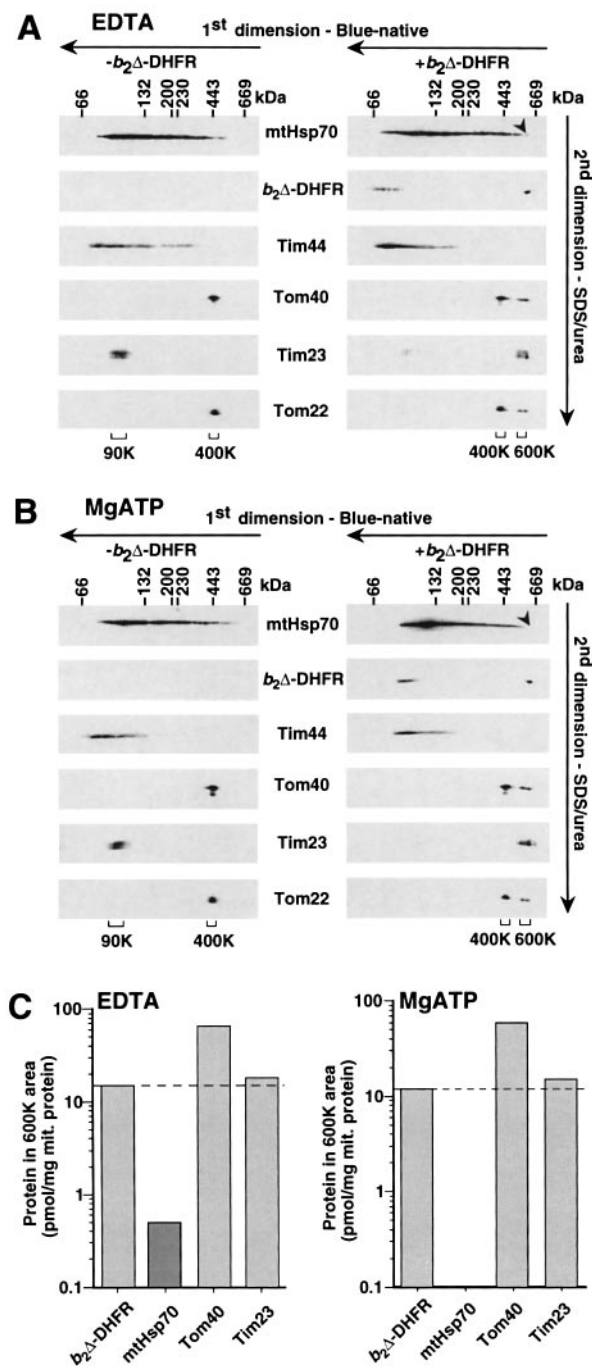 A EDTA 1st dimension - Blue-native
-b2Δ-DHFR +b2Δ-DHFR
66 132 200 230 443 669 kDa 66 132 200 230 443 669
mtHsp70
b2Δ-DHFR
Tim44
Tom40
Tim23
Tom22
2nd dimension - SDS/urea
90K 400K 400K 600K
B MgATP 1st dimension - Blue-native
-b2Δ-DHFR +b2Δ-DHFR
66 132 200 230 443 669 kDa 66 132 200 230 443 669
mtHsp70
b2Δ-DHFR
Tim44
Tom40
Tim23
Tom22
2nd dimension - SDS/urea
90K 400K 400K 600K
C EDTA MgATP
Protein in 600K area
(pmol/mg mit. protein)
100
10
1
0.1
b2Δ-DHFR mtHsp70 Tom40 Tim23
Protein in 600K area
(pmol/mg mit. protein)
100
10
1
0.1
b2Δ-DHFR mtHsp70 Tom40 Tim23